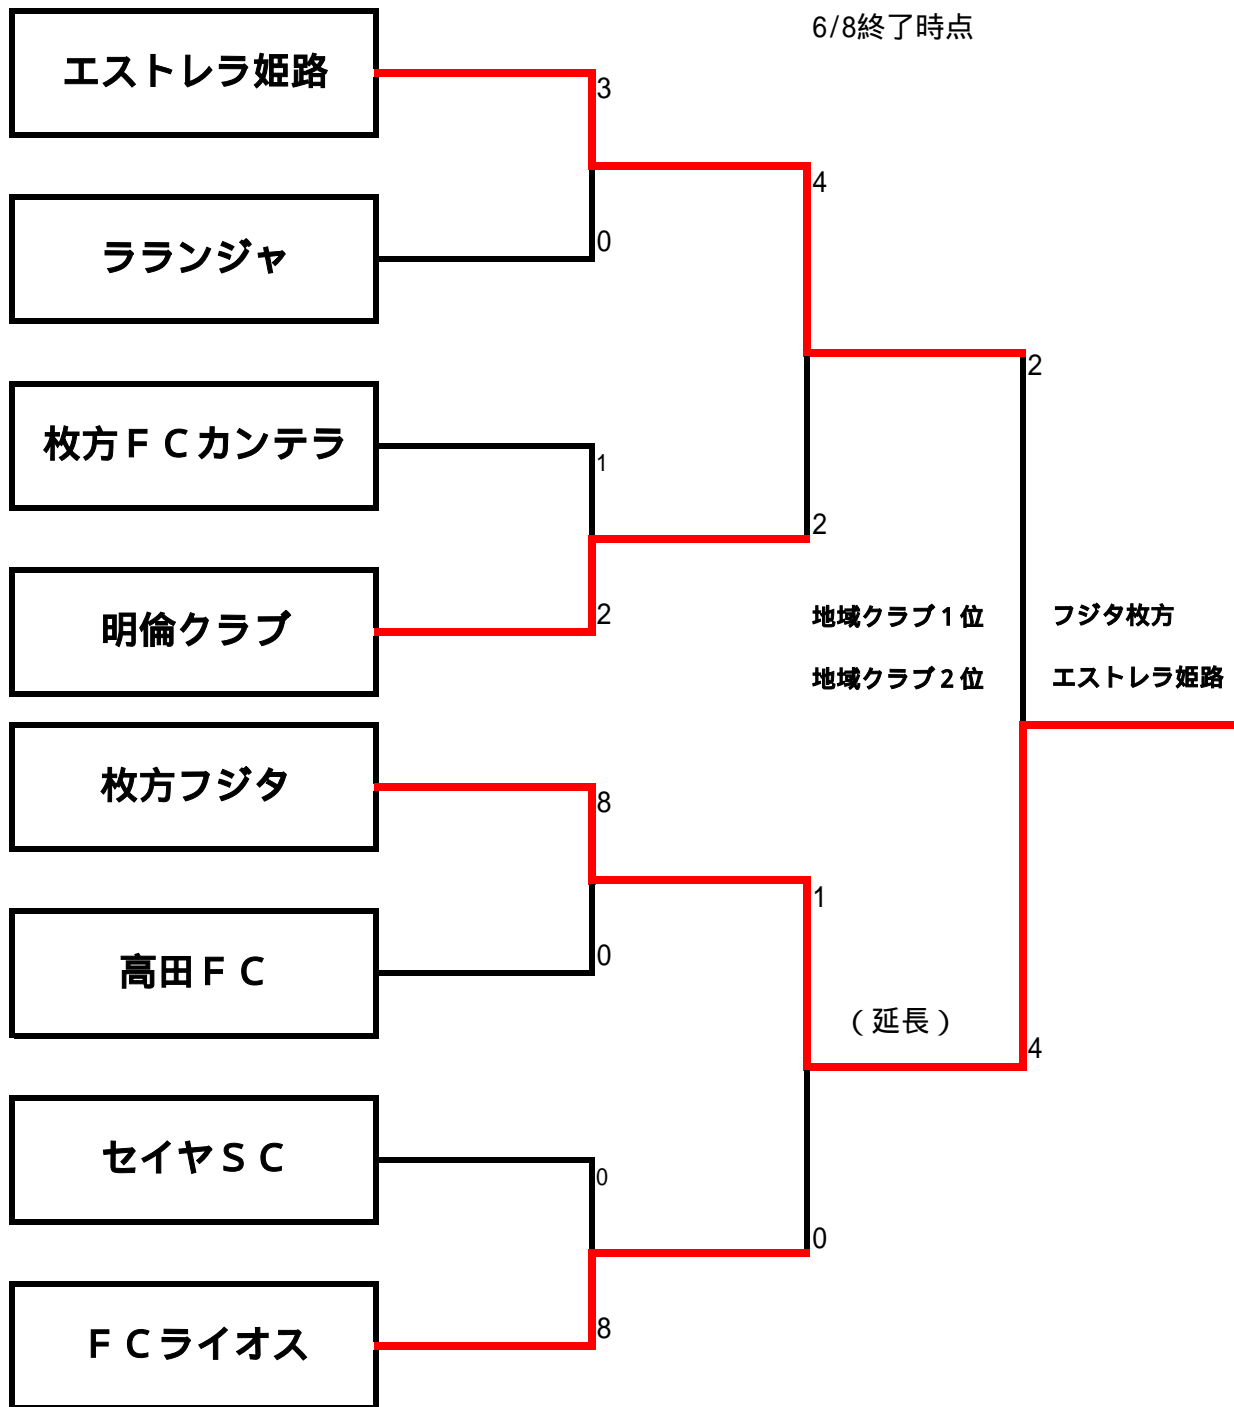 6/8終了時点
エストレラ姫路
3
4
ラランジャ
0
2
枚方ＦＣカンテラ
1
2
明倫クラブ
2
地域クラブ1位 フジタ枚方
地域クラブ2位 エストレラ姫路
枚方フジタ
8
1
高田ＦＣ
0
（延長）
4
セイヤＳＣ
0
0
ＦＣライオス
8